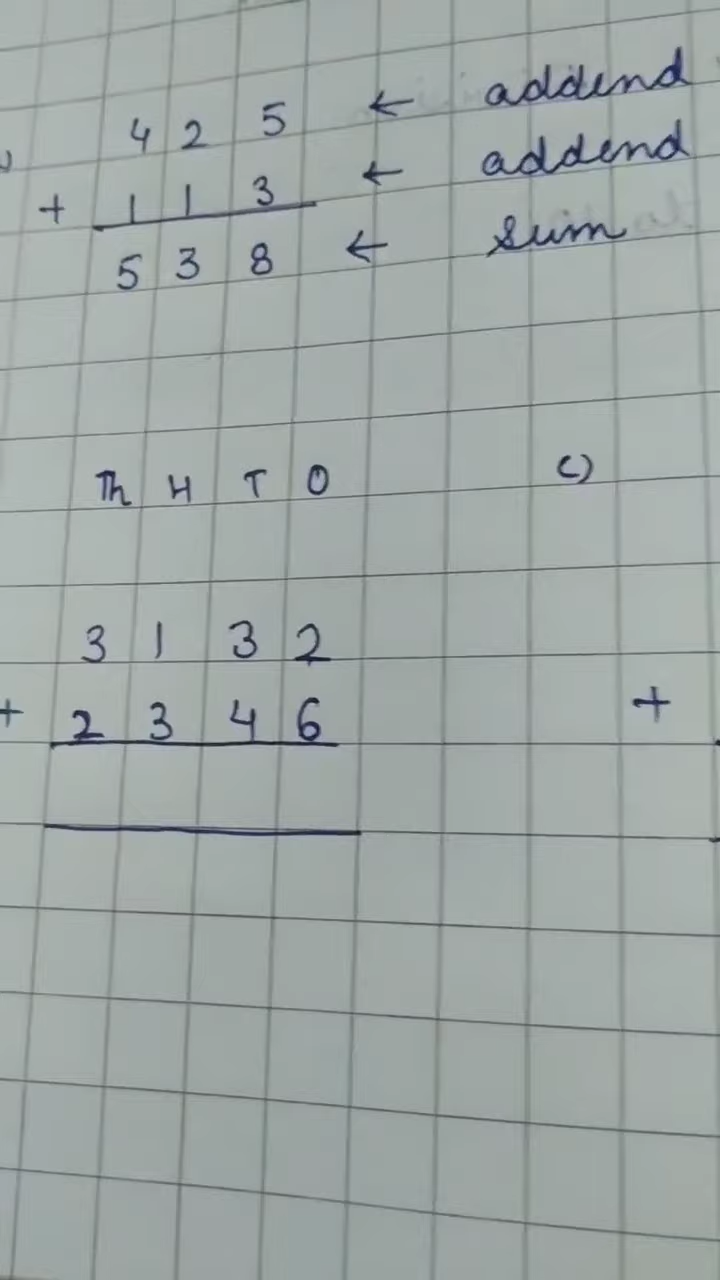 4 2 5 ← addend
+ 1 1 3 ← addend
5 3 8 ← sum
Th H T O c)
3 1 3 2
+ 2 3 4 6 +